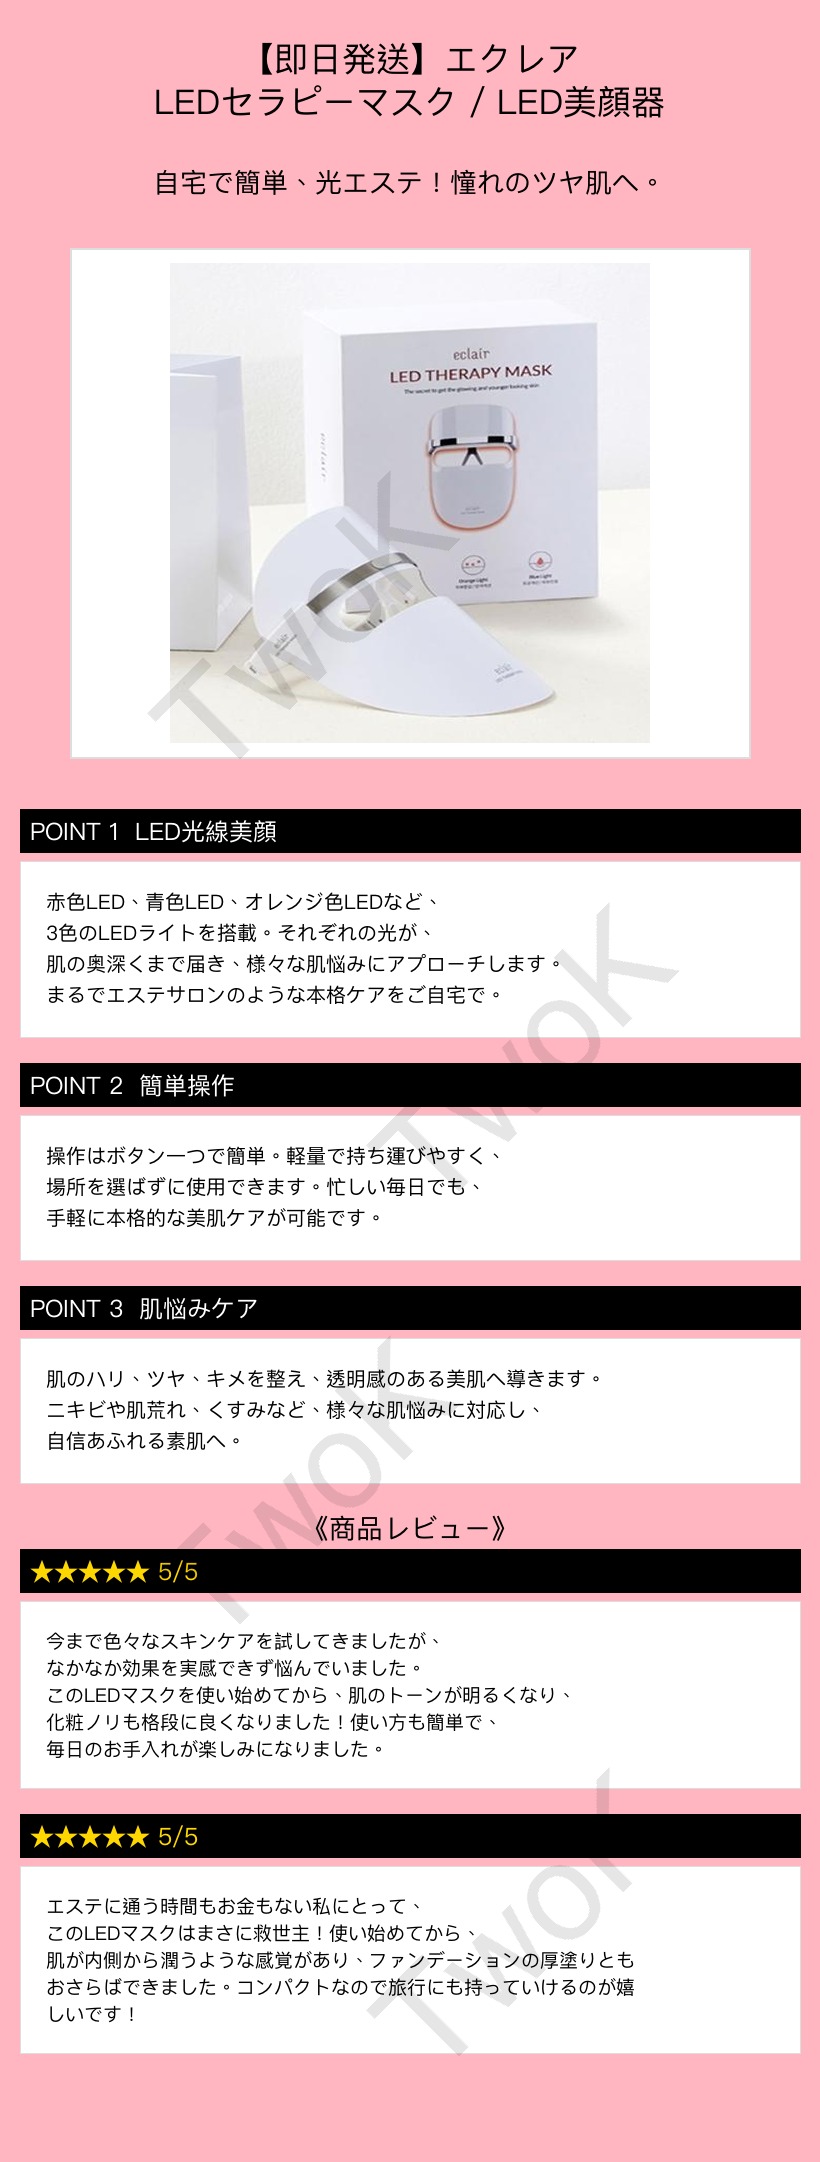 【即日発送】エクレア
LEDセラピーマスク / LED美顔器
自宅で簡単、光エステ！憧れのツヤ肌へ。
eclair
LED THERAPY MASK
The secret to get the glowing and younger looking skin
eclair
Orange Light
Blue Light
eclair
eclair
TwoK
POINT 1 LED光線美顔
赤色LED、青色LED、オレンジ色LEDなど、
3色のLEDライトを搭載。それぞれの光が、
肌の奥深くまで届き、様々な肌悩みにアプローチします。
まるでエステサロンのような本格ケアをご自宅で。
TwoK
POINT 2 簡単操作
操作はボタン一つで簡単。軽量で持ち運びやすく、
場所を選ばずに使用できます。忙しい毎日でも、
手軽に本格的な美肌ケアが可能です。
POINT 3 肌悩みケア
肌のハリ、ツヤ、キメを整え、透明感のある美肌へ導きます。
ニキビや肌荒れ、くすみなど、様々な肌悩みに対応し、
自信あふれる素肌へ。
TwoK
《商品レビュー》
★★★★★ 5/5
今まで色々なスキンケアを試してきましたが、
なかなか効果を実感できず悩んでいました。
このLEDマスクを使い始めてから、肌のトーンが明るくなり、
化粧ノリも格段に良くなりました！使い方も簡単で、
毎日のお手入れが楽しみになりました。
★★★★★ 5/5
エステに通う時間もお金もない私にとって、
このLEDマスクはまさに救世主！使い始めてから、
肌が内側から潤うような感覚があり、ファンデーションの厚塗りとも
おさらばできました。コンパクトなので旅行にも持っていけるのが嬉
しいです！
TwoK